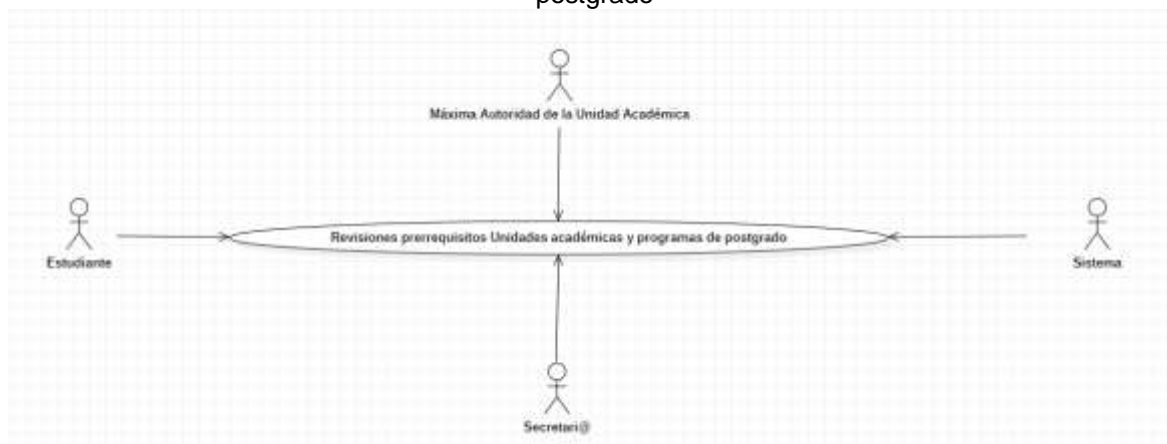 postgrado
Máxima Autoridad de la Unidad Académica
Revisiones prerrequisitos Unidades académicas y programas de postgrado
Estudiante
Sistema
Secretari@